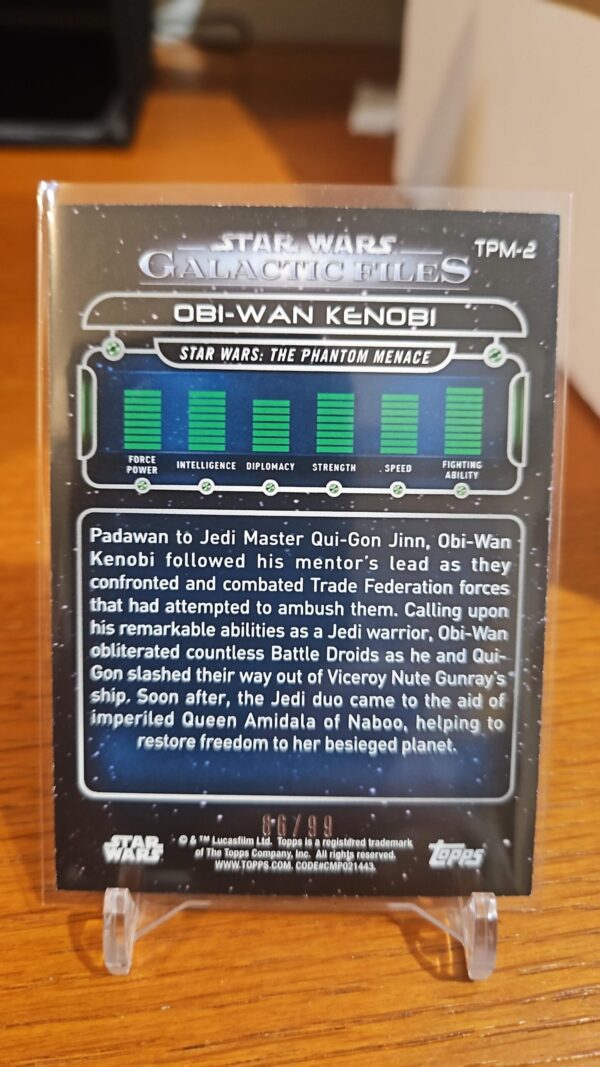 STAR WARS
GALACTIC FILES
TPM-2
OBI-WAN KENOBI
STAR WARS: THE PHANTOM MENACE
FORCE POWER
INTELLIGENCE
DIPLOMACY
STRENGTH
SPEED
FIGHTING ABILITY
Padawan to Jedi Master Qui-Gon Jinn, Obi-Wan
Kenobi followed his mentor's lead as they
confronted and combated Trade Federation forces
that had attempted to ambush them. Calling upon
his remarkable abilities as a Jedi warrior, Obi-Wan
obliterated countless Battle Droids as he and Qui-
Gon slashed their way out of Viceroy Nute Gunray's
ship. Soon after, the Jedi duo came to the aid of
imperiled Queen Amidala of Naboo, helping to
restore freedom to her besieged planet.
86/99
STAR WARS
© & ™ Lucasfilm Ltd. Topps is a registered trademark
of The Topps Company, Inc. All rights reserved.
WWW.TOPPS.COM. CODE#CMP021443
Topps